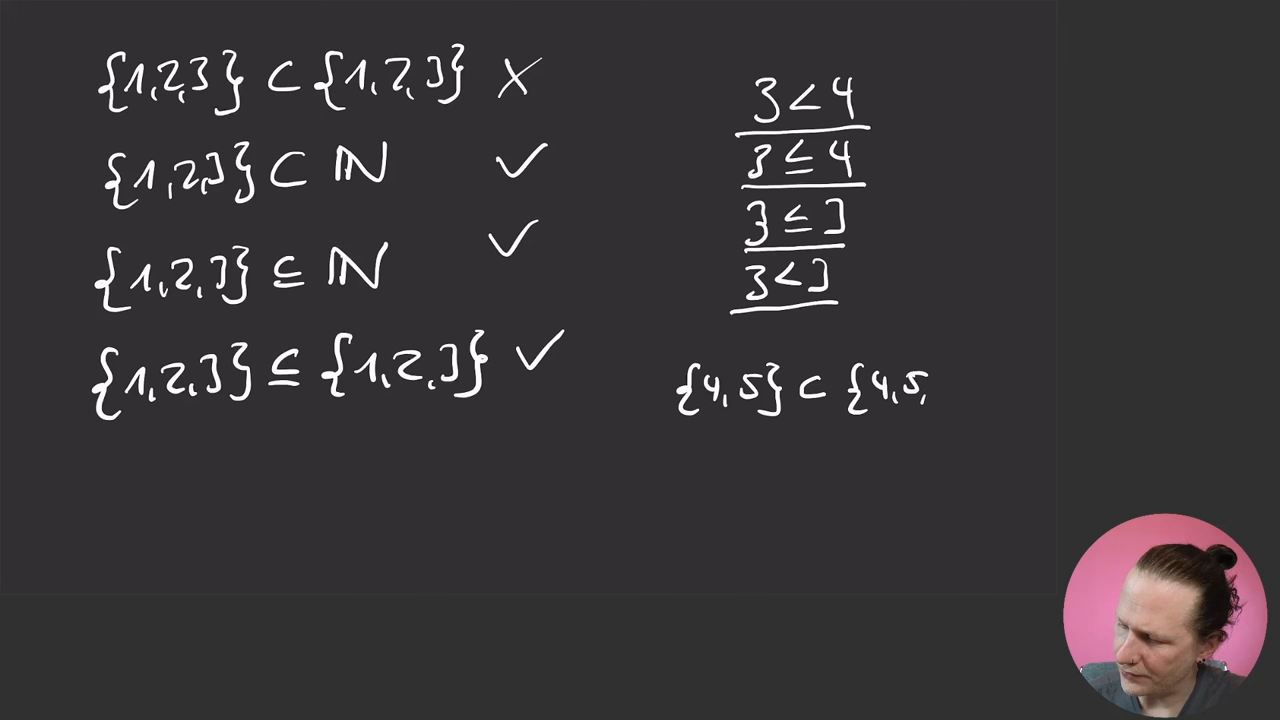 {1,2,3} ⊂ {1,2,3} ✗
{1,2,3} ⊂ ℕ ✓
{1,2,3} ⊆ ℕ ✓
{1,2,3} ⊆ {1,2,3} ✓
3 < 4
3 ≤ 4
3 ≤ 3
3 < 3
{4,5} ⊂ {4,5,